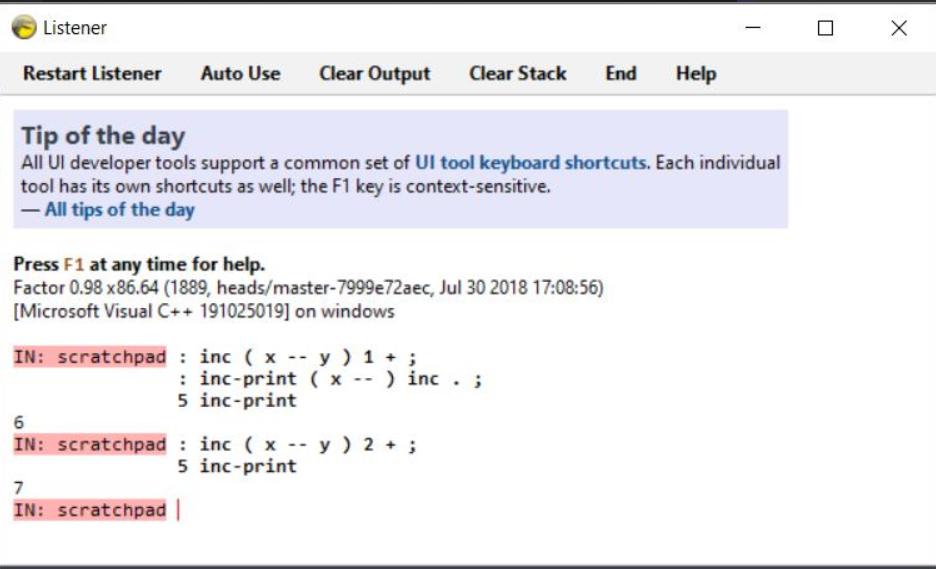 Listener
Restart Listener Auto Use Clear Output Clear Stack End Help
Tip of the day
All UI developer tools support a common set of UI tool keyboard shortcuts. Each individual
tool has its own shortcuts as well; the F1 key is context-sensitive.
— All tips of the day
Press F1 at any time for help.
Factor 0.98 x86.64 (1889, heads/master-7999e72aec, Jul 30 2018 17:08:56)
[Microsoft Visual C++ 191025019] on windows
IN: scratchpad : inc ( x -- y ) 1 + ;
: inc-print ( x -- ) inc . ;
5 inc-print
6
IN: scratchpad : inc ( x -- y ) 2 + ;
5 inc-print
7
IN: scratchpad